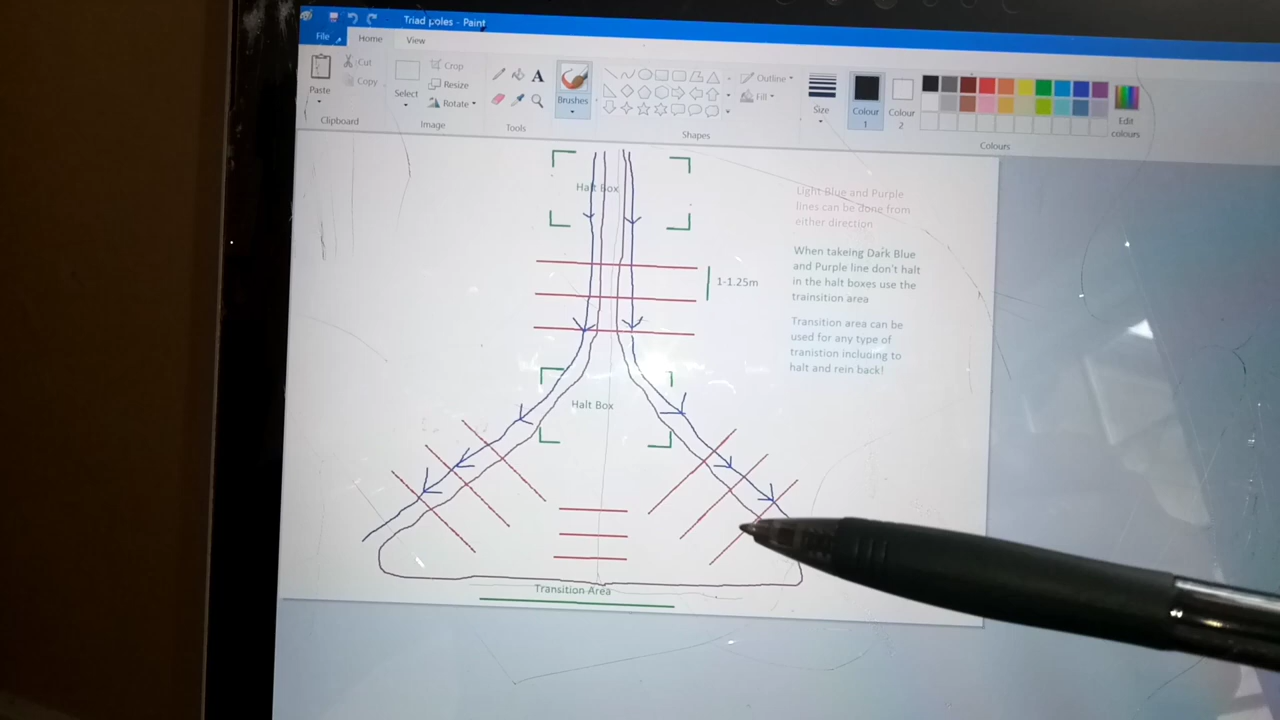 Triad poles - Paint
File
Home
View
Paste
Cut
Copy
Clipboard
Select
Crop
Resize
Rotate
Image
A
Tools
Brushes
Outline
Fill
Shapes
Size
Colour
1
Colour
2
Edit
colours
Colours
Halt Box
1-1.25m
Halt Box
Transition Area
Light Blue and Purple
lines can be done from
either direction
When takeing Dark Blue
and Purple line don't halt
in the halt boxes use the
trainsition area
Transition area can be
used for any type of
tranistion including to
halt and rein back!